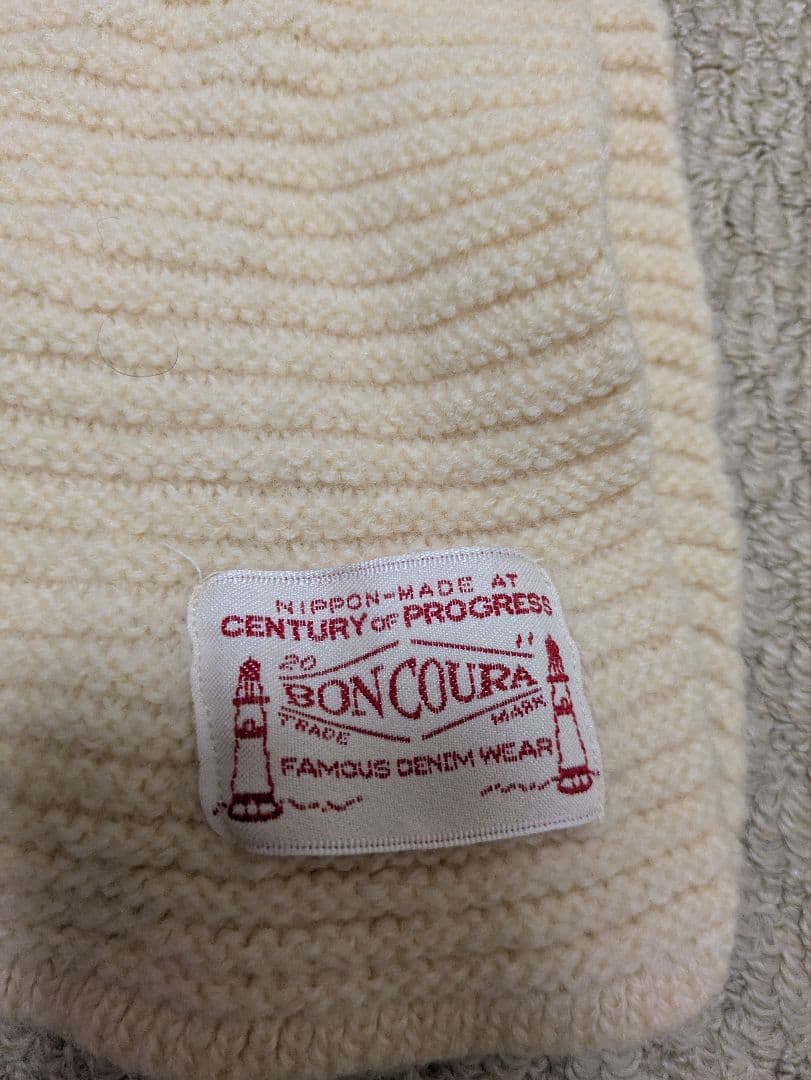 NIPPON-MADE AT
CENTURY OF PROGRESS
20 11
BONCOURA
TRADE MARK
FAMOUS DENIM WEAR